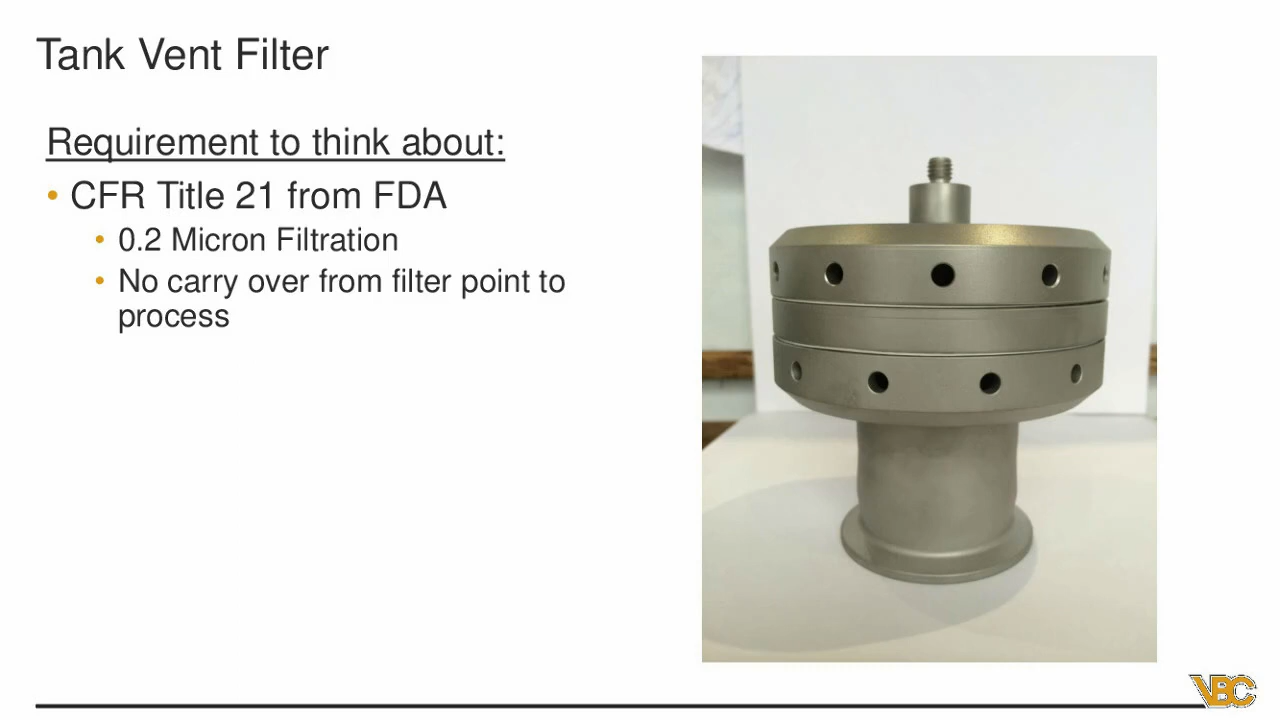 Tank Vent Filter
Requirement to think about:
• CFR Title 21 from FDA
• 0.2 Micron Filtration
• No carry over from filter point to
process
VBC